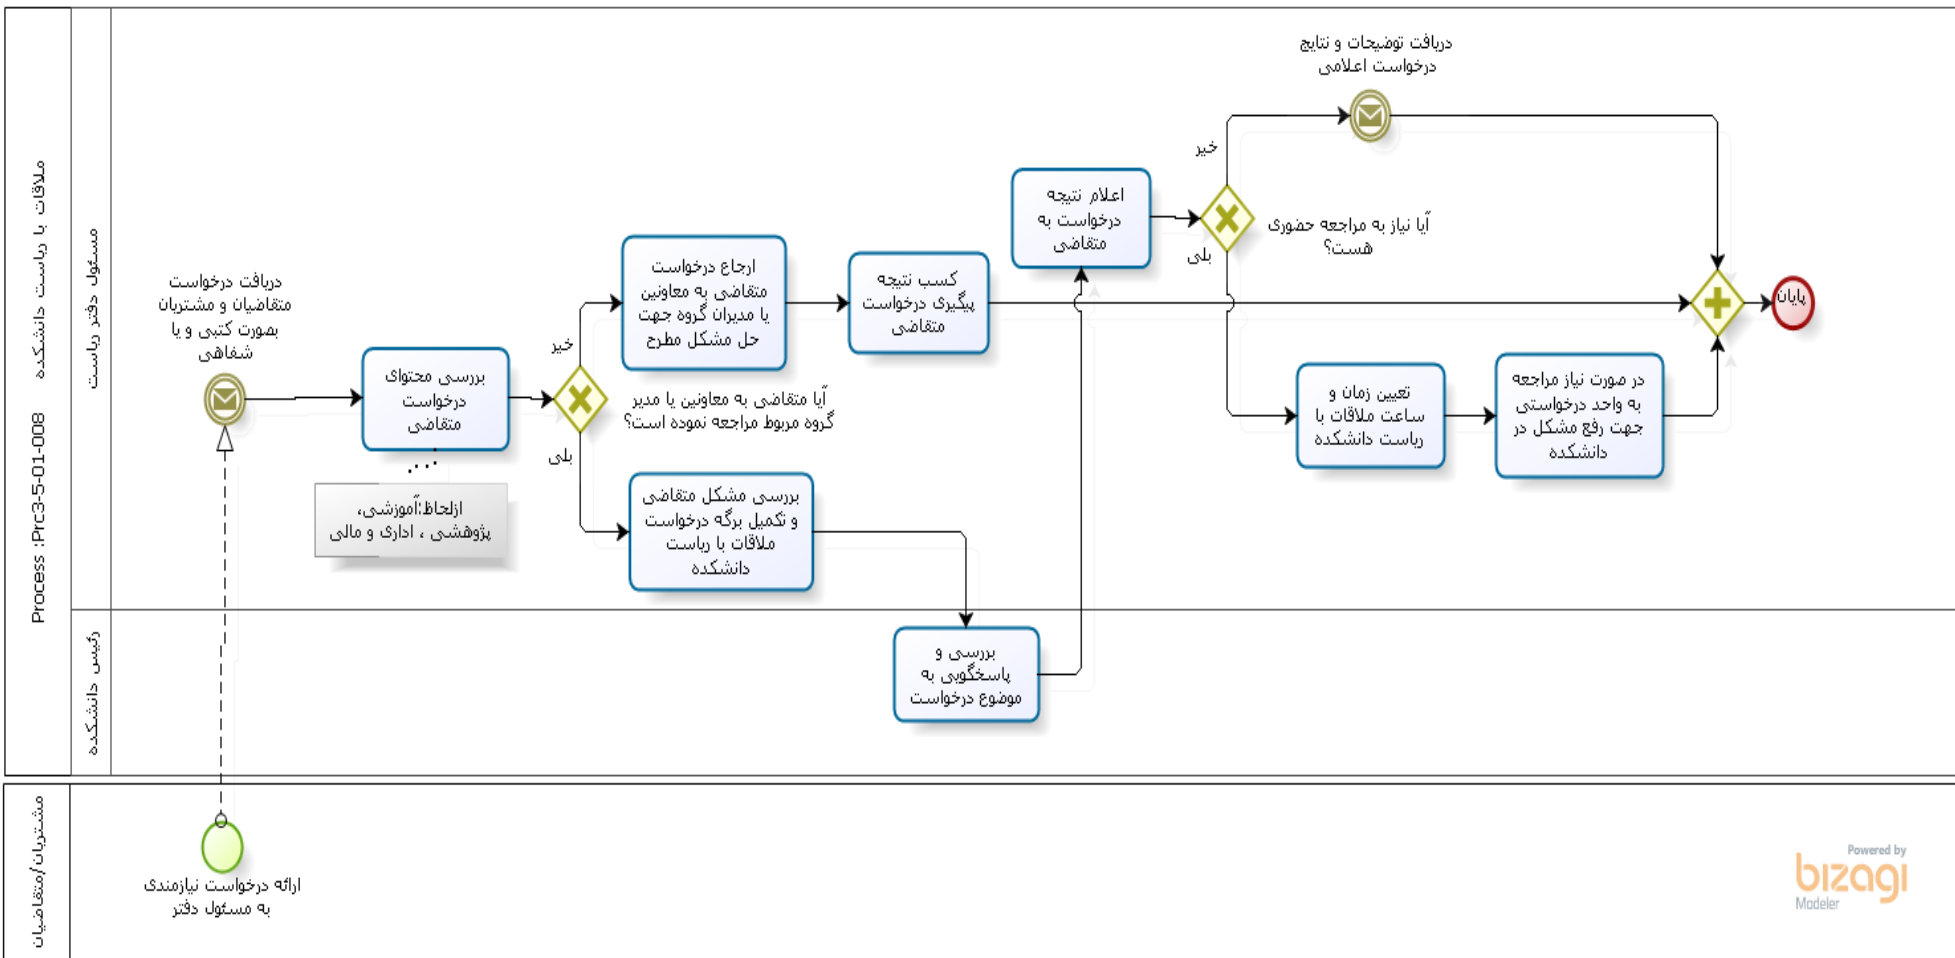 ملاقات با ریاست دانشکده
Process :Prc3-5-01-008
مسئول دفتر ریاست
دریافت درخواست
متقاضیان و مشتریان
بصورت کتبی و یا
شفاهی
بررسی محتوای
درخواست
متقاضی
ازلحاظ:آموزشی،
پژوهشی ، اداری و مالی
خیر
بلی
آیا متقاضی به معاونین یا مدیر
گروه مربوط مراجعه نموده است؟
ارجاع درخواست
متقاضی به معاونین
یا مدیران گروه جهت
حل مشکل مطرح
کسب نتیجه
پیگیری درخواست
متقاضی
بررسی مشکل متقاضی
و تکمیل برگه درخواست
ملاقات با ریاست
دانشکده
اعلام نتیجه
درخواست به
متقاضی
خیر
بلی
آیا نیاز به مراجعه حضوری
هست؟
دریافت توضیحات و نتایج
درخواست اعلامی
تعیین زمان و
ساعت ملاقات با
ریاست دانشکده
در صورت نیاز مراجعه
به واحد درخواستی
جهت رفع مشکل در
دانشکده
پایان
رئیس دانشکده
بررسی و
پاسخگویی به
موضوع درخواست
مشتریان/متقاضیان
ارائه درخواست نیازمندی
به مسئول دفتر
Powered by
bizagi
Modeler